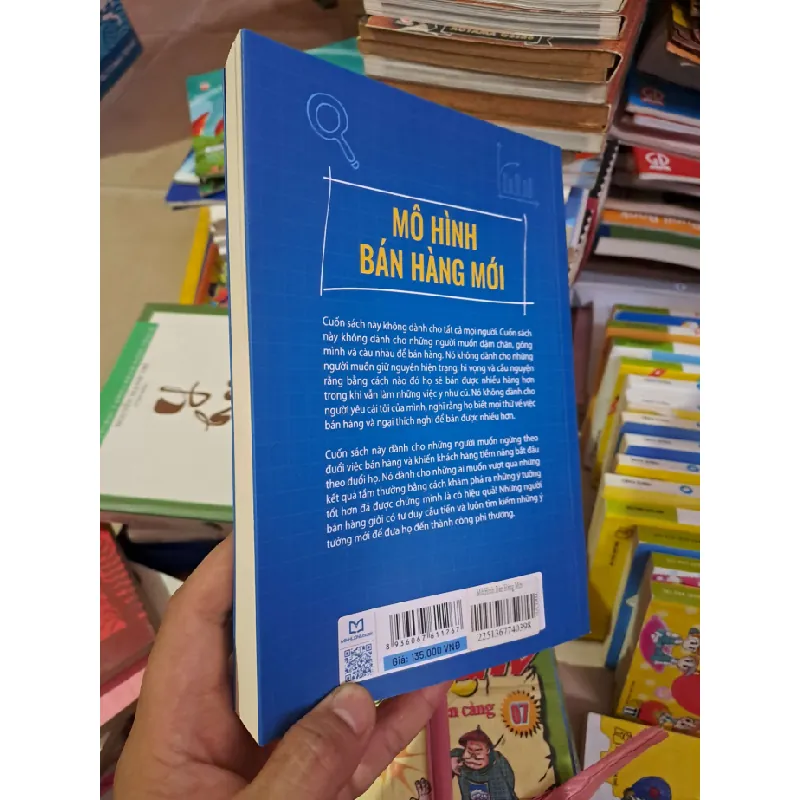 MÔ HÌNH
BÁN HÀNG MỚI
Cuốn sách này không dành cho tất cả mọi người. Cuốn sách
này không dành cho những người muốn dậm chân, gồng
mình và cầu nhau để bán hàng. Nó không dành cho những
người muốn giữ nguyên hiện trạng, hi vọng và cầu nguyện
rằng bằng cách nào đó họ sẽ bán được nhiều hàng hơn
trong khi vẫn làm những việc y như cũ. Nó không dành cho
người yêu cái tôi của mình, nghĩ rằng họ biết mọi thứ về việc
bán hàng và ngại thích nghi để bán được nhiều hơn.
Cuốn sách này dành cho những người muốn ngừng theo
đuổi việc bán hàng và khiến khách hàng tiềm năng bắt đầu
theo đuổi họ. Nó dành cho những ai muốn vượt qua những
kết quả tầm thường bằng cách khám phá ra những ý tưởng
tốt hơn đã được chứng minh là có hiệu quả! Những người
bán hàng giỏi có tư duy cầu tiến và luôn tìm kiếm những ý
tưởng mới để đưa họ đến thành công phi thường.
Mô Hình Bán Hàng Mới
Giá: 135.000 VNĐ
07